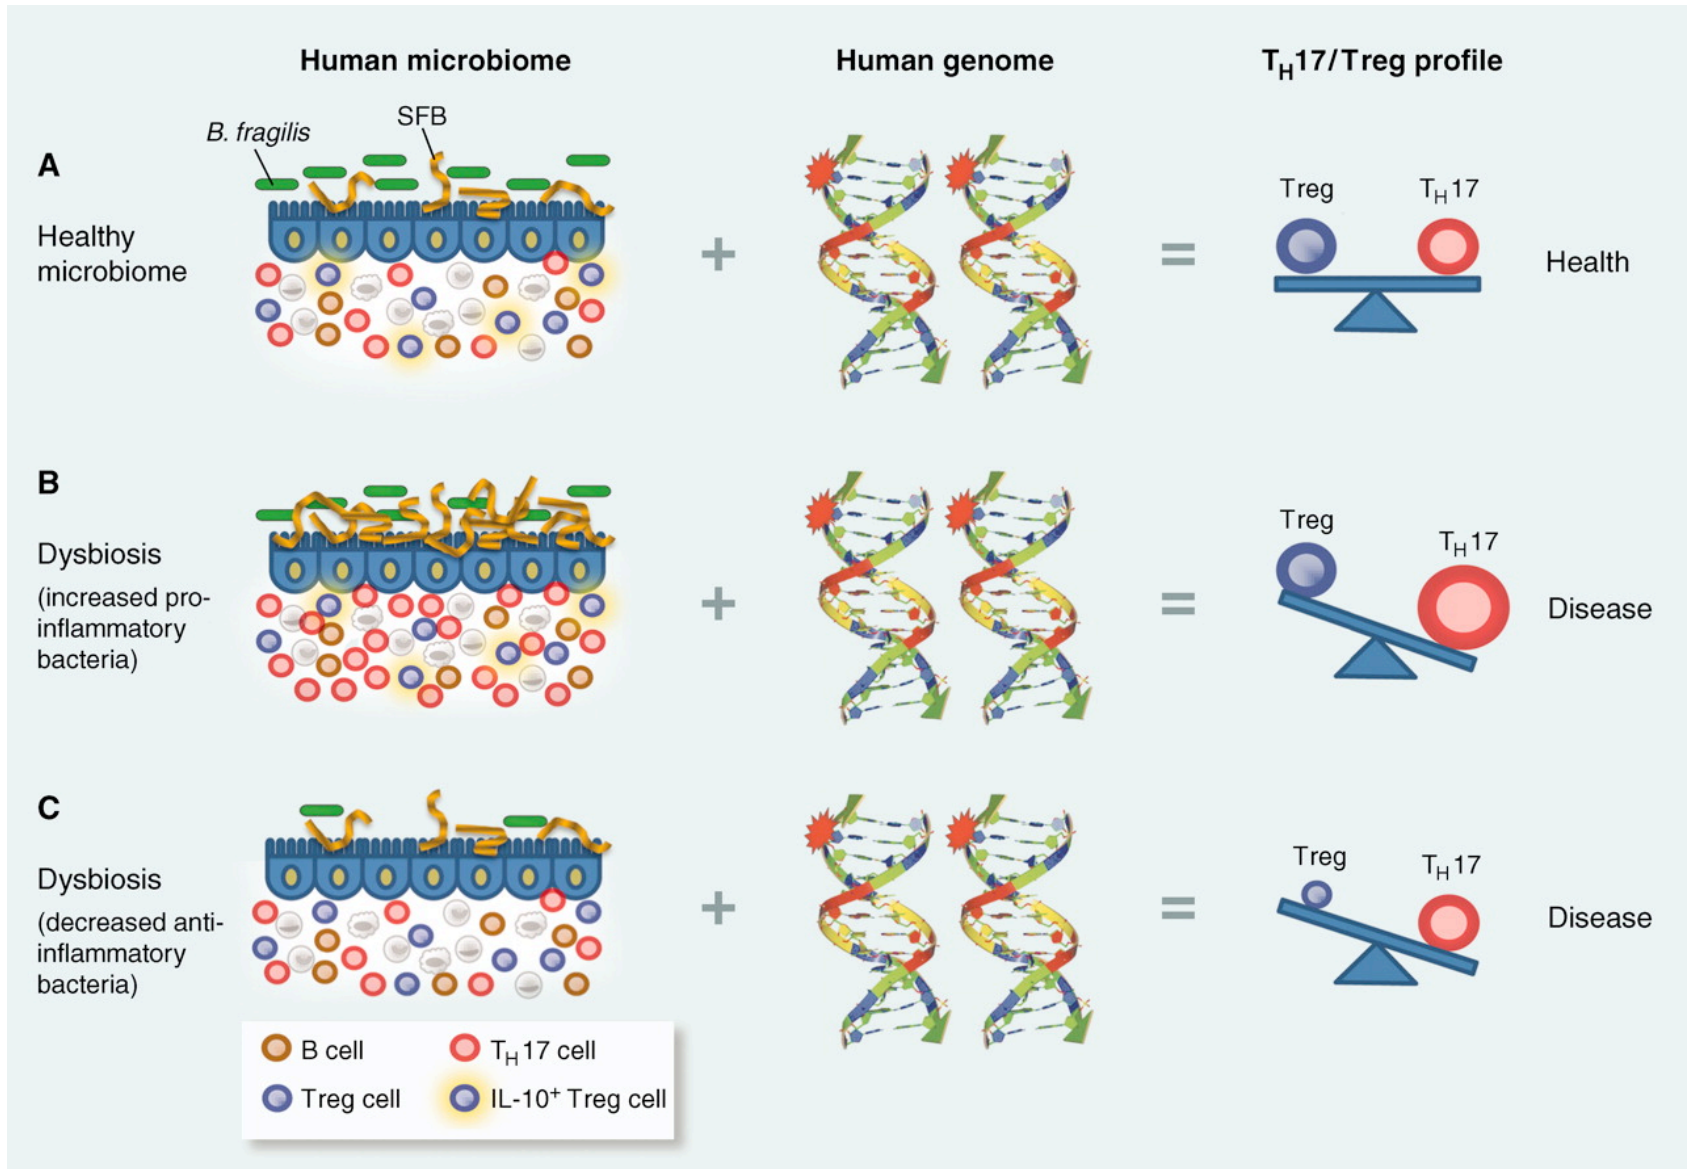 Human microbiome
Human genome
TH17/Treg profile
A
B. fragilis
SFB
Healthy
microbiome
+
=
Treg
TH17
Health
B
Dysbiosis
(increased pro-
inflammatory
bacteria)
+
=
Treg
TH17
Disease
C
Dysbiosis
(decreased anti-
inflammatory
bacteria)
+
=
Treg
TH17
Disease
B cell
TH17 cell
Treg cell
IL-10+ Treg cell